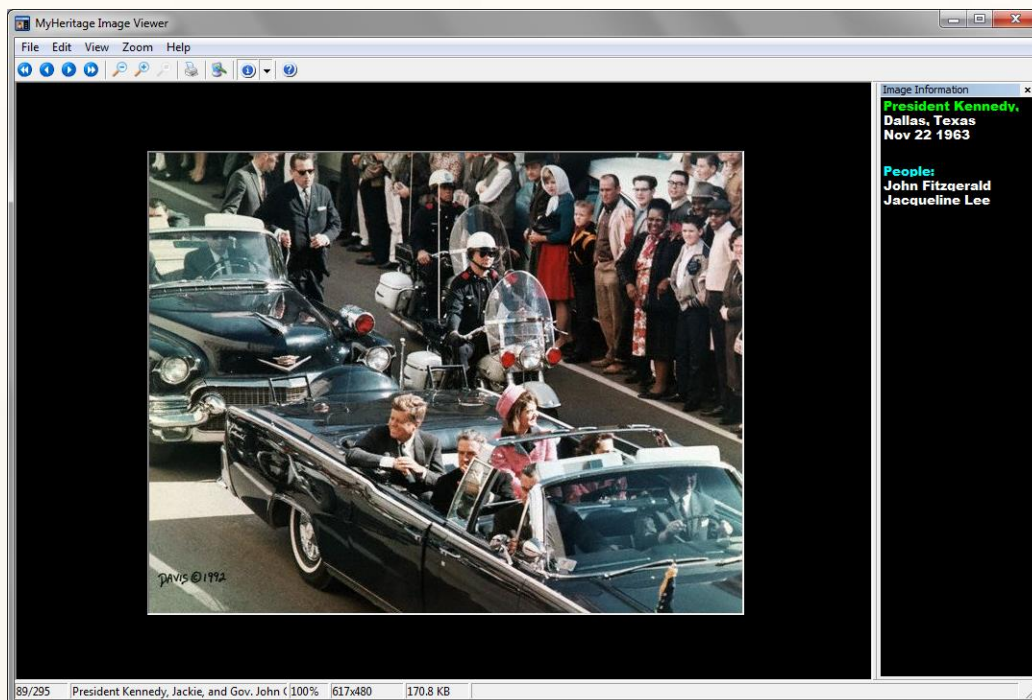 MyHeritage Image Viewer
File Edit View Zoom Help
Image Information
President Kennedy,
Dallas, Texas
Nov 22 1963
People:
John Fitzgerald
Jacqueline Lee
DAVIS © 1992
89/295 President Kennedy, Jackie, and Gov. John C 100% 617x480 170.8 KB